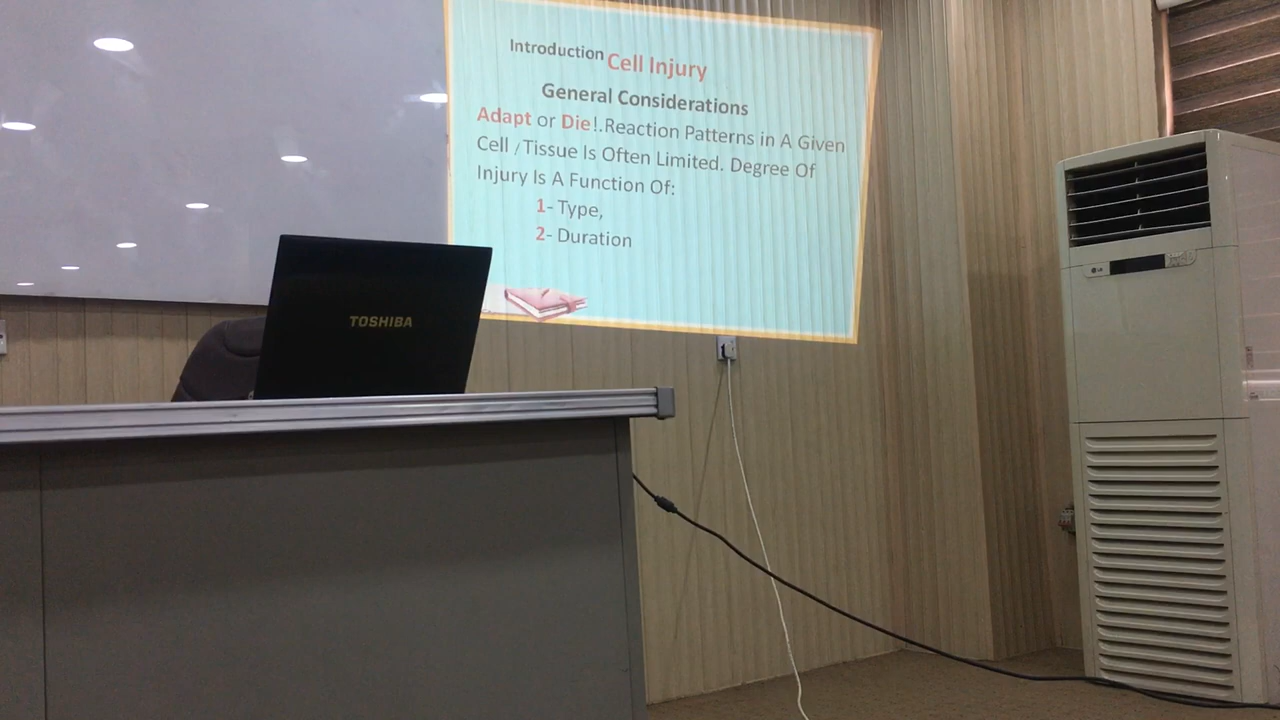 Introduction Cell Injury
General Considerations
Adapt or Die!.Reaction Patterns in A Given
Cell / Tissue Is Often Limited. Degree Of
Injury Is A Function Of:
1- Type,
2- Duration
TOSHIBA
LG